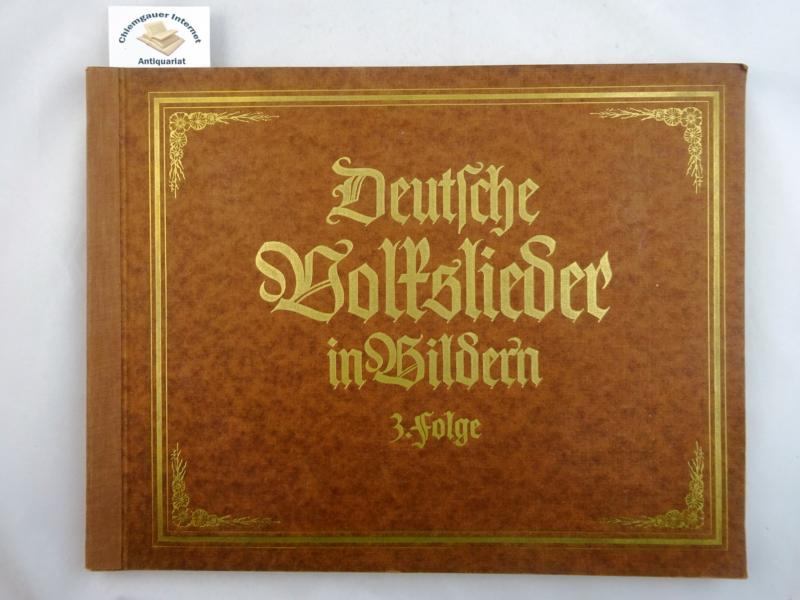 Chiemgauer Internet
Antiquariat
Deutſche
Volkslieder
in Bildern
3. Folge